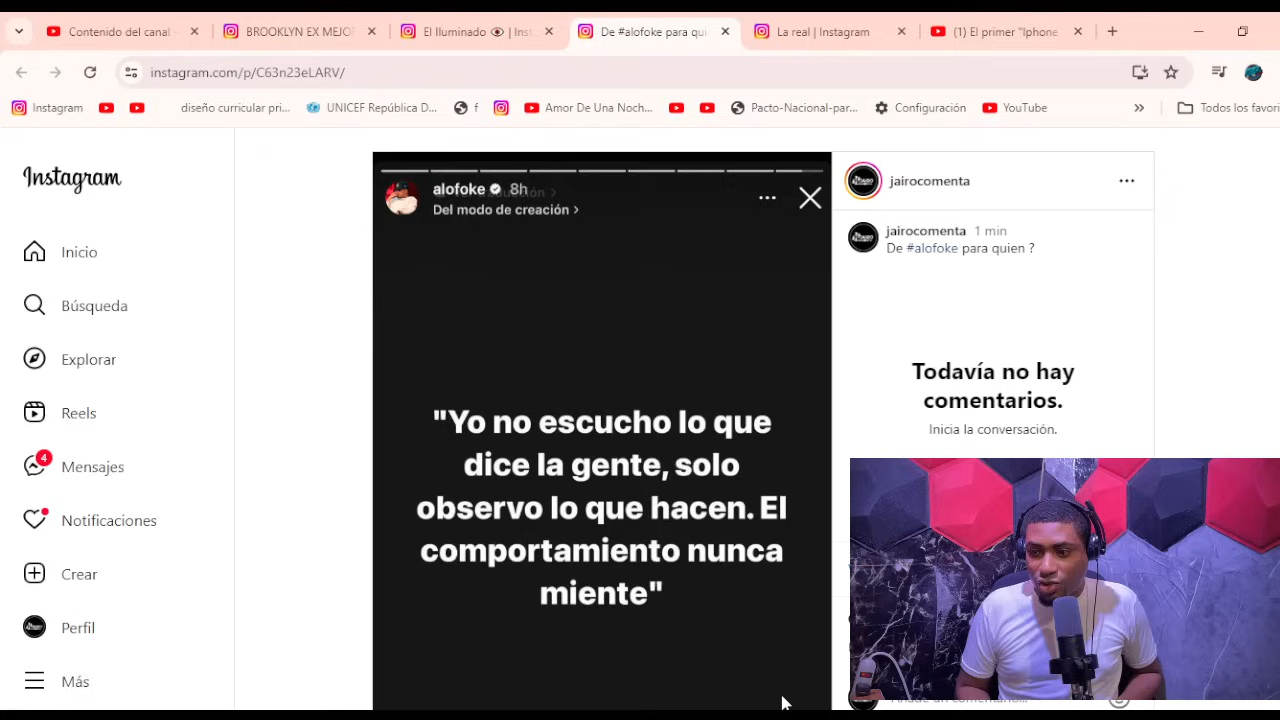 Contenido del canal
BROOKLYN EX MEJO
El Iluminado | Inst
De #alofoke para qui
La real | Instagram
(1) El primer "Iphone
instagram.com/p/C63n23eLARV/
Instagram
diseño curricular pri...
UNICEF República D...
f
Amor De Una Noch...
Pacto-Nacional-par...
Configuración
YouTube
Todos los favori
Instagram
Inicio
Búsqueda
Explorar
Reels
4
Mensajes
Notificaciones
Crear
Perfil
Más
alofoke 8h
Del modo de creación >
"Yo no escucho lo que
dice la gente, solo
observo lo que hacen. El
comportamiento nunca
miente"
jairocomenta
jairocomenta 1 min
De #alofoke para quien ?
Todavía no hay
comentarios.
Inicia la conversación.